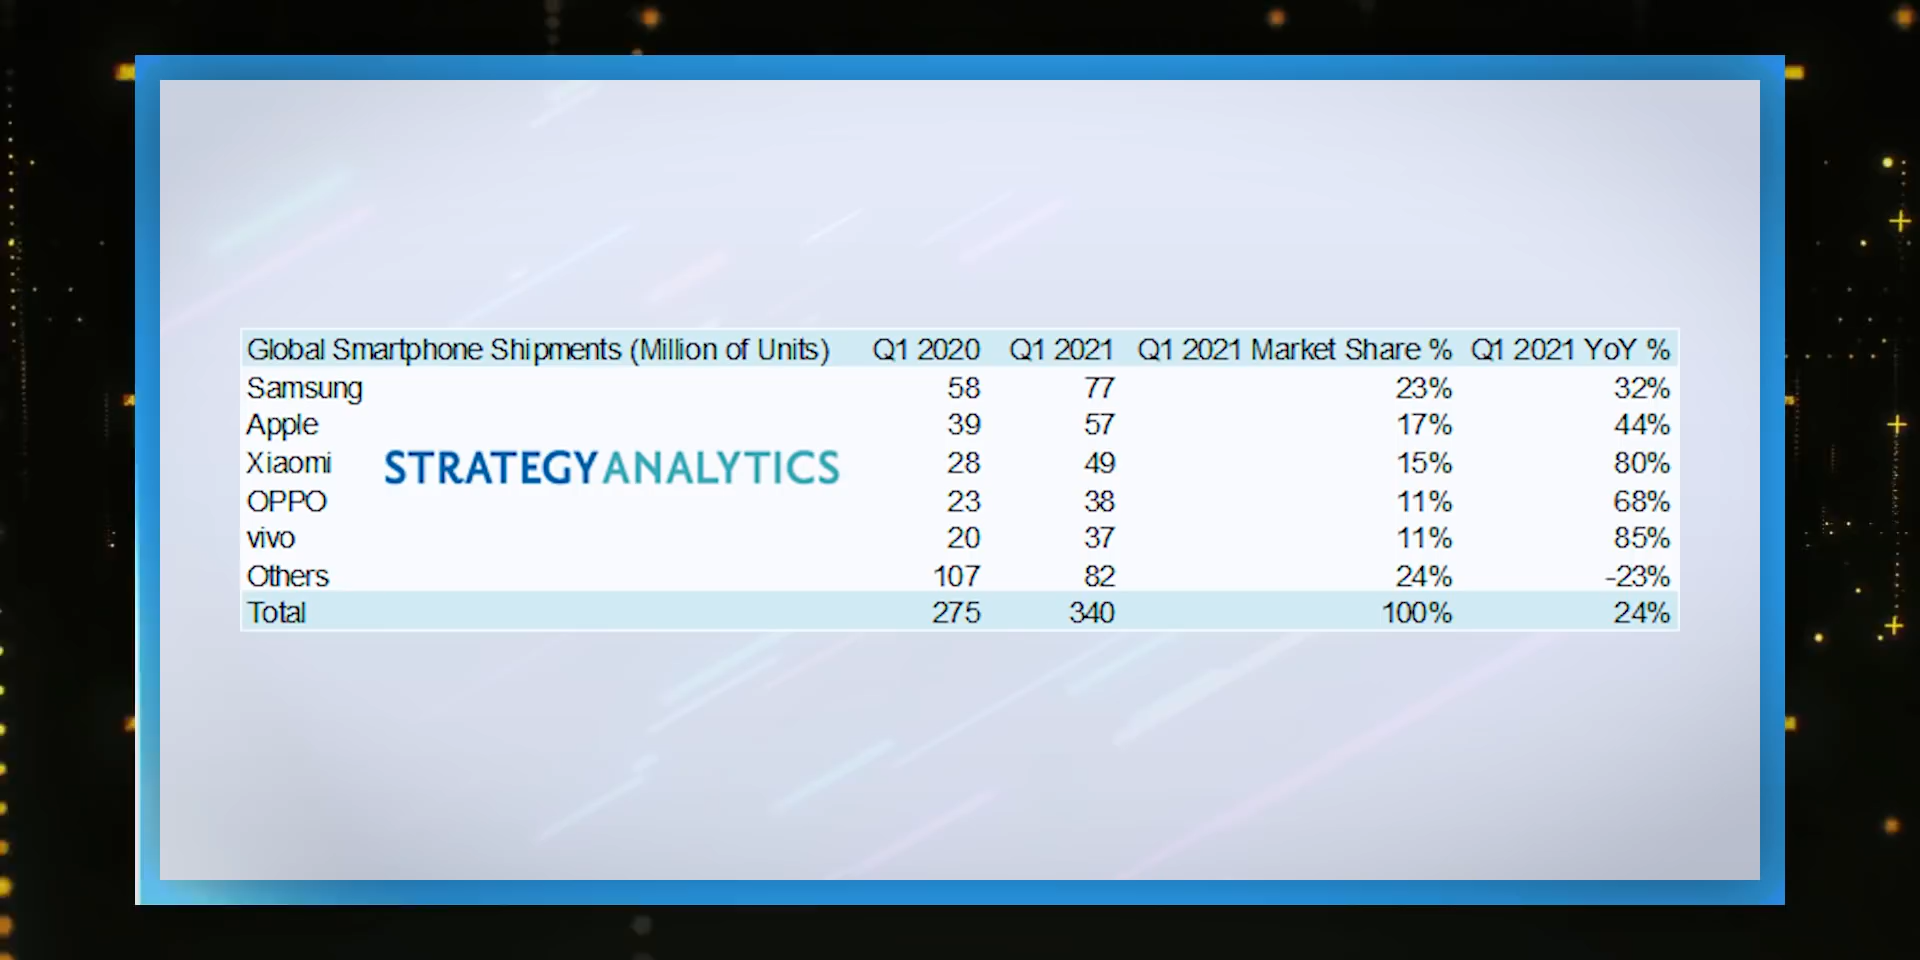 Global Smartphone Shipments (Million of Units) Q1 2020 Q1 2021 Q1 2021 Market Share % Q1 2021 YoY %
Samsung 58 77 23% 32%
Apple 39 57 17% 44%
Xiaomi 28 49 15% 80%
STRATEGYANALYTICS
OPPO 23 38 11% 68%
vivo 20 37 11% 85%
Others 107 82 24% -23%
Total 275 340 100% 24%